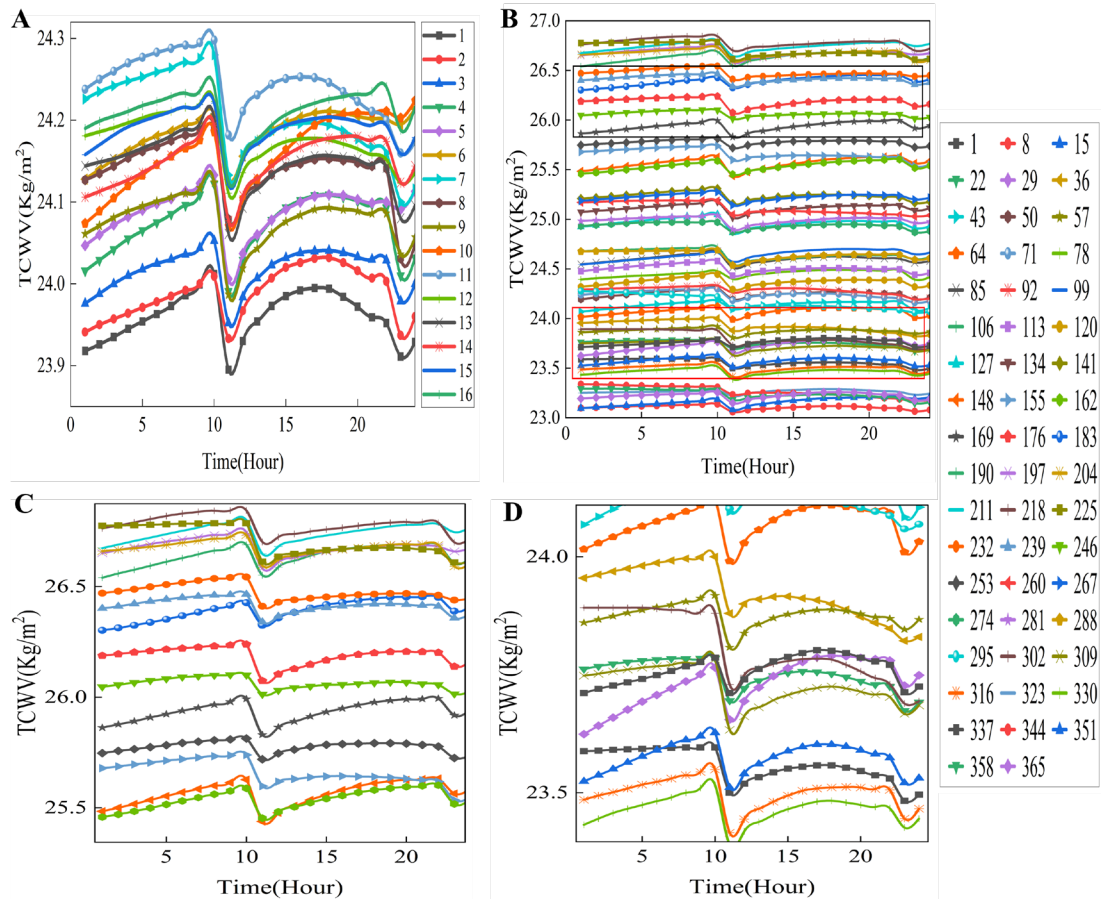 A
TCWV(Kg/m²)
24.3
24.2
24.1
24.0
23.9
0 5 10 15 20
Time(Hour)
1
2
3
4
5
6
7
8
9
10
11
12
13
14
15
16
B
TCWV(Kg/m²)
27.0
26.5
26.0
25.5
25.0
24.5
24.0
23.5
23.0
0 5 10 15 20
Time(Hour)
1 8 15
22 29 36
43 50 57
64 71 78
85 92 99
106 113 120
127 134 141
148 155 162
169 176 183
190 197 204
211 218 225
232 239 246
253 260 267
274 281 288
295 302 309
316 323 330
337 344 351
358 365
C
TCWV(Kg/m²)
26.5
26.0
25.5
5 10 15 20
Time(Hour)
D
TCWV(Kg/m²)
24.0
23.5
5 10 15 20
Time(Hour)